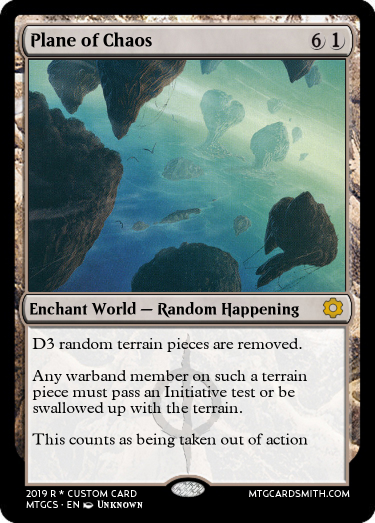 Plane of Chaos 6 1
Enchant World — Random Happening
D3 random terrain pieces are removed.
Any warband member on such a terrain
piece must pass an Initiative test or be
swallowed up with the terrain.
This counts as being taken out of action
2019 R * CUSTOM CARD
MTGCS · EN Unknown
MTGCARDSMITH.COM